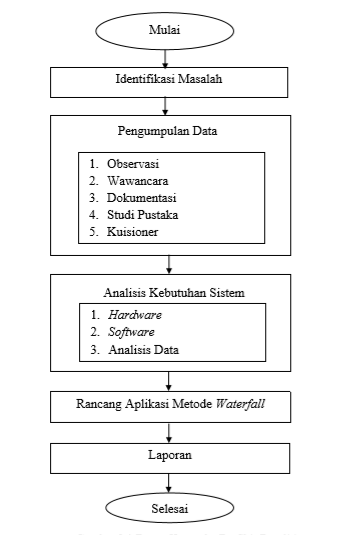 Mulai
Identifikasi Masalah
Pengumpulan Data
1. Observasi
2. Wawancara
3. Dokumentasi
4. Studi Pustaka
5. Kuisioner
Analisis Kebutuhan Sistem
1. Hardware
2. Software
3. Analisis Data
Rancang Aplikasi Metode Waterfall
Laporan
Selesai